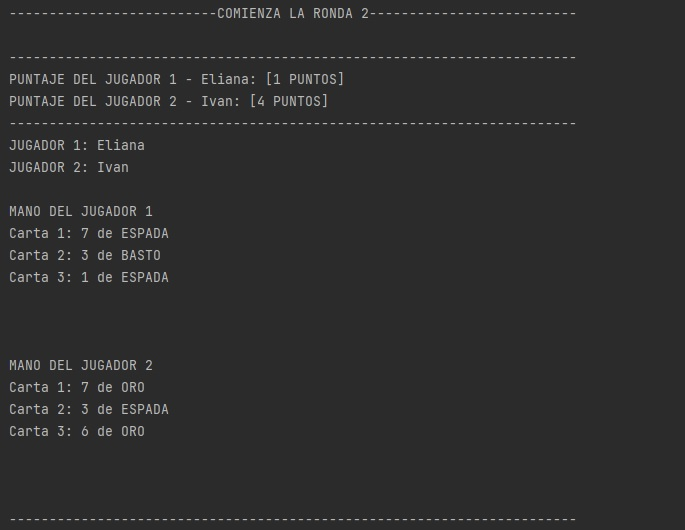 --------------------------COMIENZA LA RONDA 2--------------------------
-----------------------------------------------------------------------
PUNTAJE DEL JUGADOR 1 - Eliana: [1 PUNTOS]
PUNTAJE DEL JUGADOR 2 - Ivan: [4 PUNTOS]
-----------------------------------------------------------------------
JUGADOR 1: Eliana
JUGADOR 2: Ivan
MANO DEL JUGADOR 1
Carta 1: 7 de ESPADA
Carta 2: 3 de BASTO
Carta 3: 1 de ESPADA
MANO DEL JUGADOR 2
Carta 1: 7 de ORO
Carta 2: 3 de ESPADA
Carta 3: 6 de ORO
-----------------------------------------------------------------------